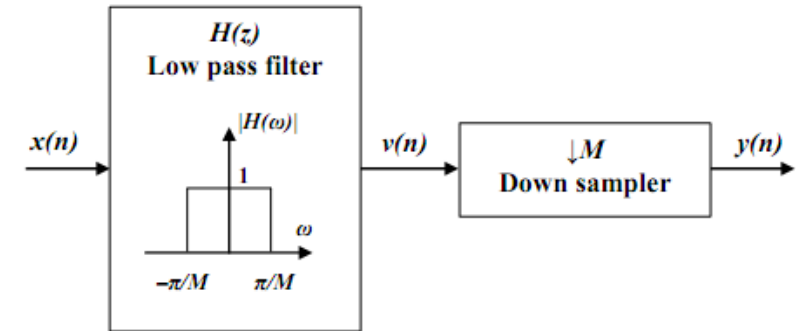 H(z)
Low pass filter
|H(ω)|
x(n)
1
v(n)
↓M
Down sampler
y(n)
ω
−π/M
π/M